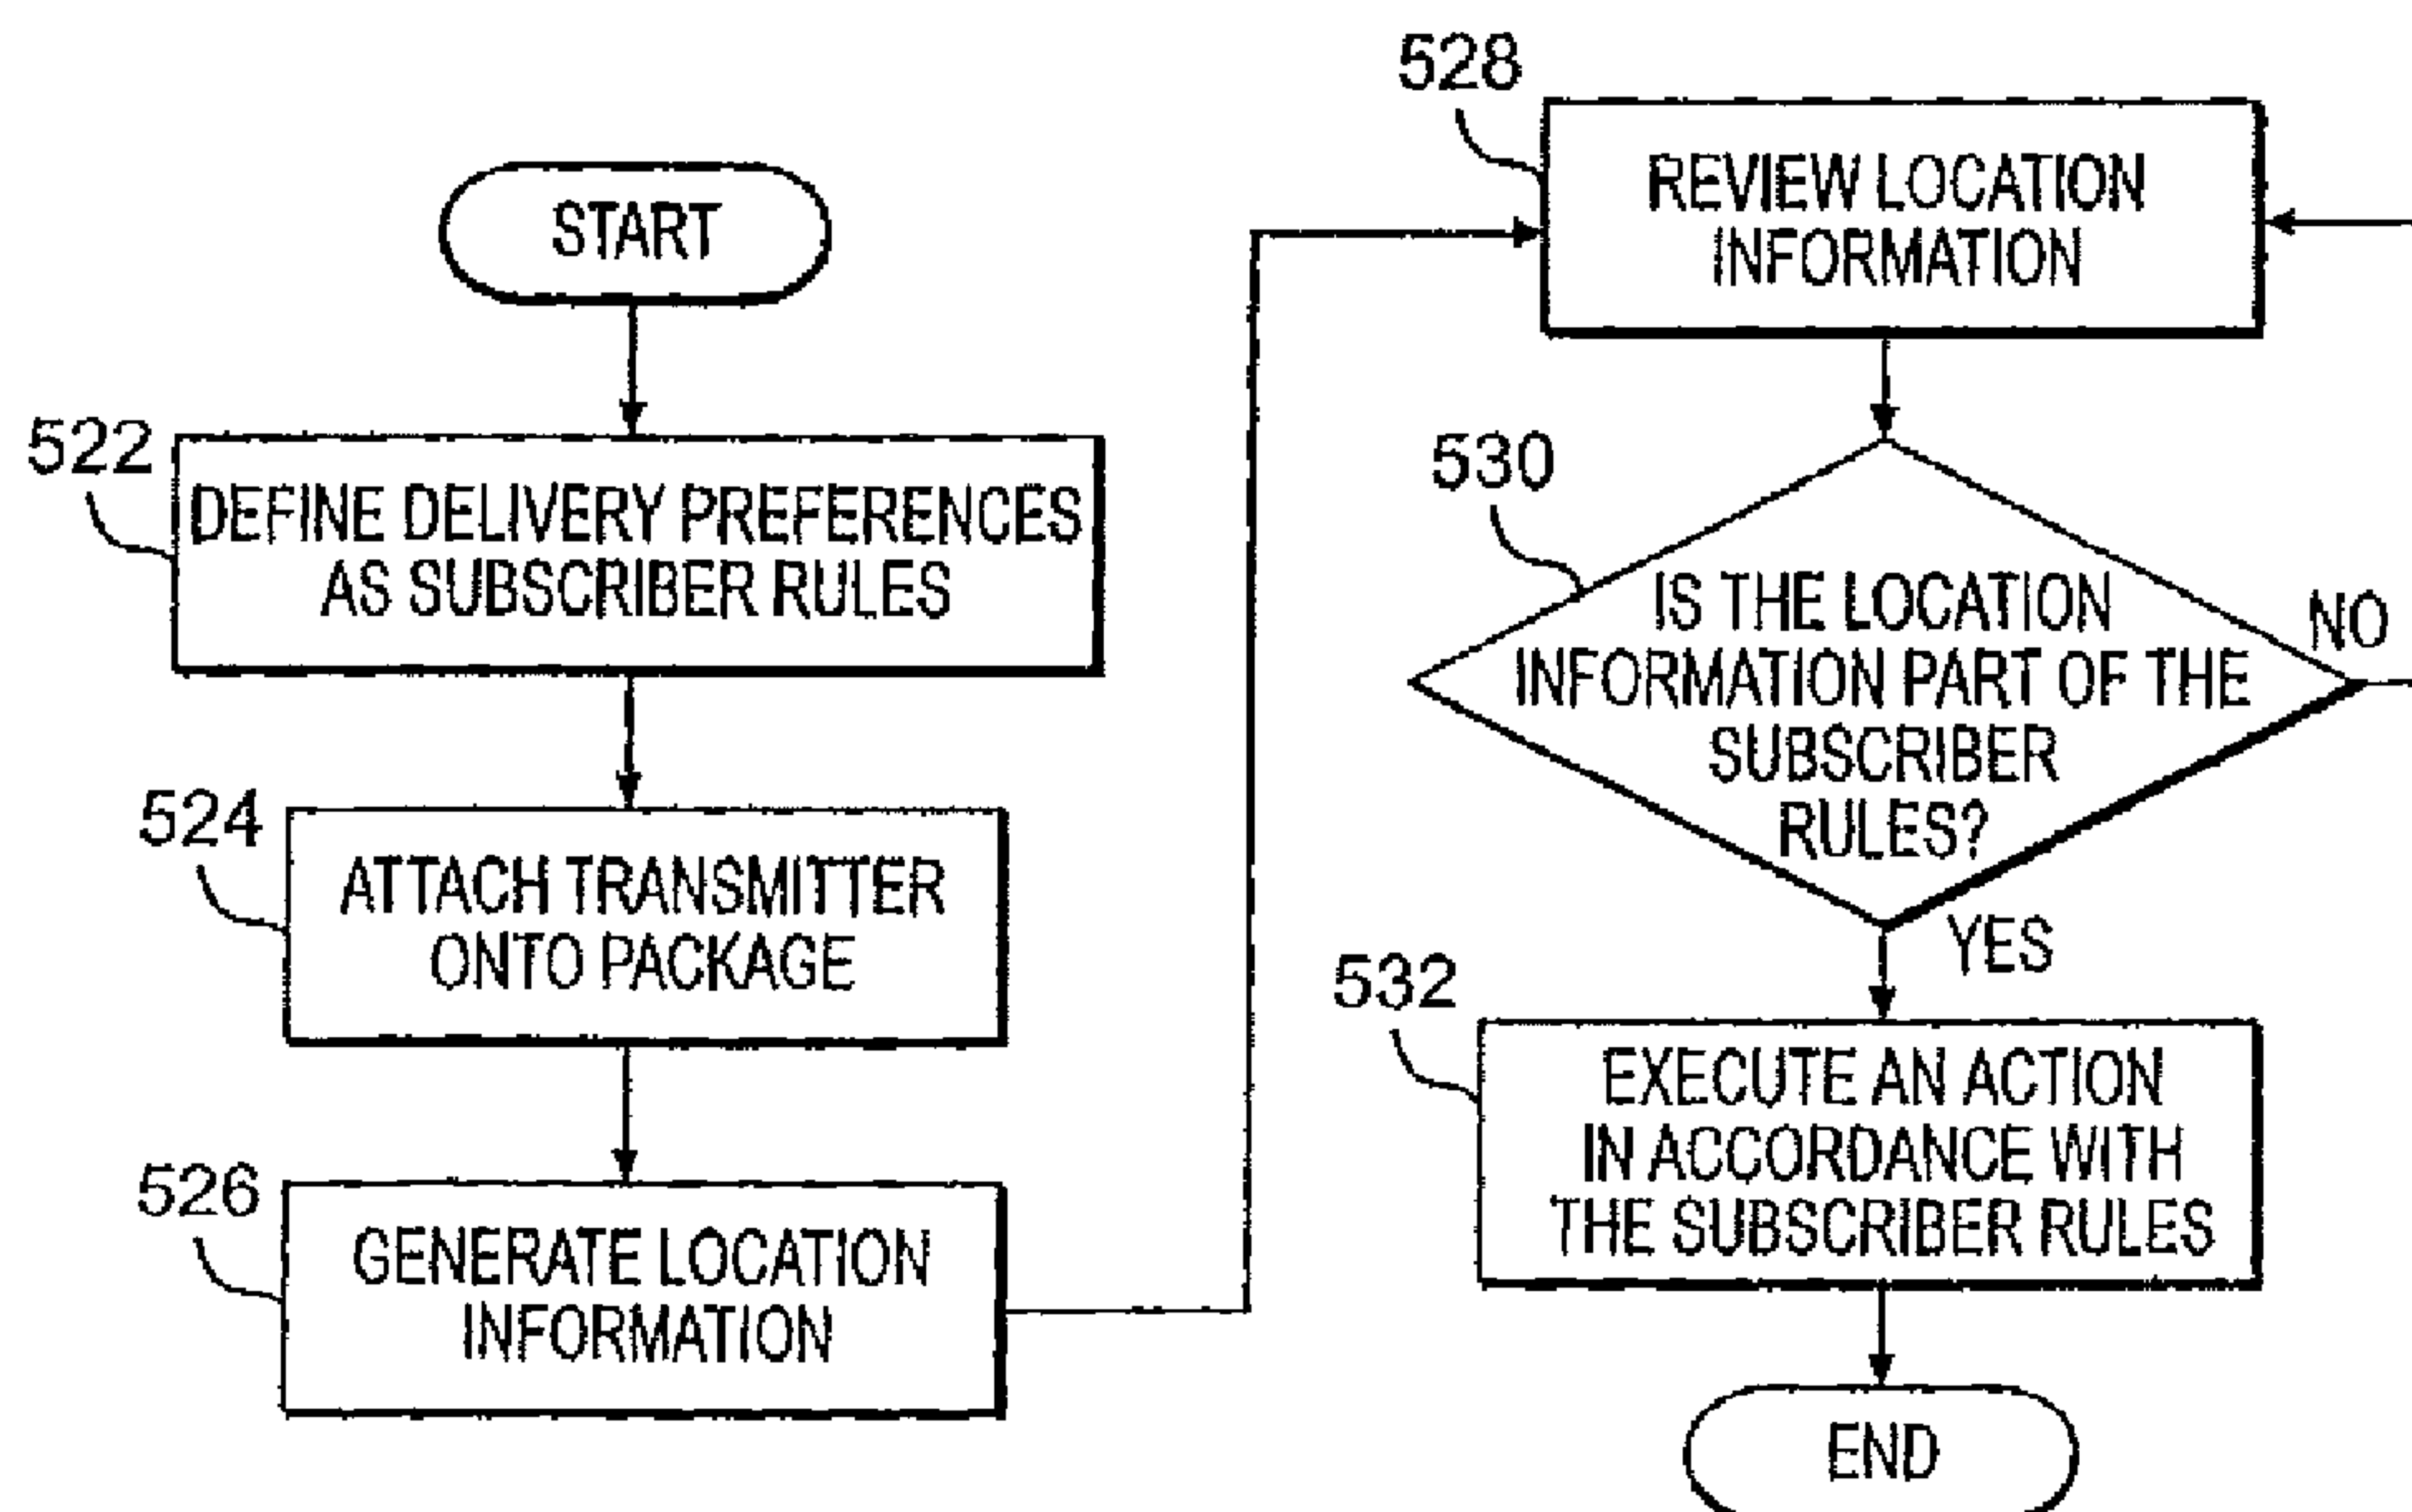 START
522
DEFINE DELIVERY PREFERENCES
AS SUBSCRIBER RULES
524
ATTACH TRANSMITTER
ONTO PACKAGE
526
GENERATE LOCATION
INFORMATION
528
REVIEW LOCATION
INFORMATION
530
IS THE LOCATION
INFORMATION PART OF THE
SUBSCRIBER
RULES?
NO
YES
532
EXECUTE AN ACTION
IN ACCORDANCE WITH
THE SUBSCRIBER RULES
END